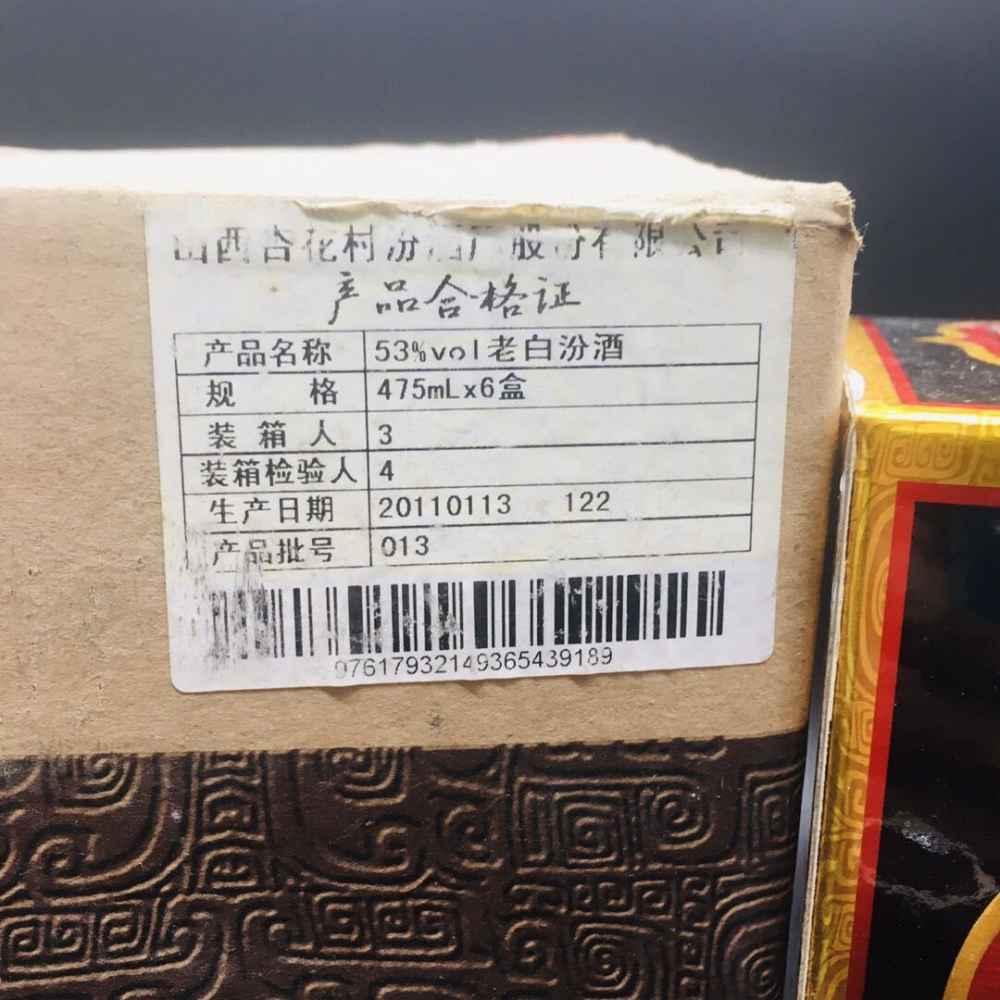 山西杏花村汾酒厂股份有限公司
产品合格证
产品名称 53%vol老白汾酒
规格 475mLx6盒
装箱人 3
装箱检验人 4
生产日期 20110113 122
产品批号 013
97617932149365439189